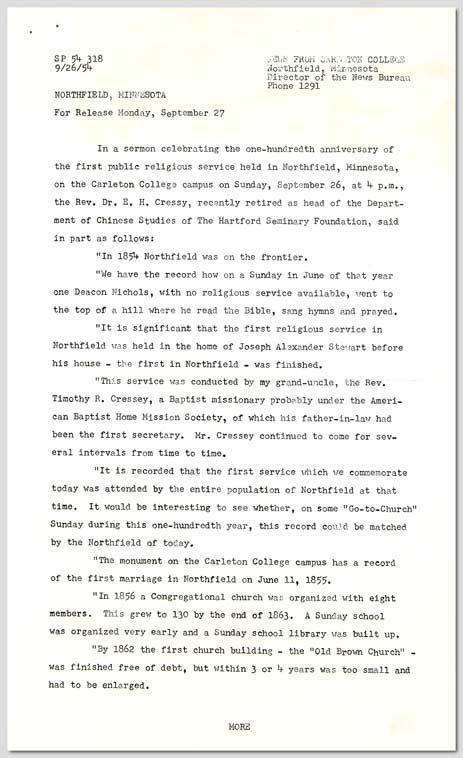 SP 54 318
9/26/54
NEWS FROM CARLETON COLLEGE
Northfield, Minnesota
Director of the News Bureau
Phone 1291
NORTHFIELD, MINNESOTA
For Release Monday, September 27
In a sermon celebrating the one-hundredth anniversary of
the first public religious service held in Northfield, Minnesota,
on the Carleton College campus on Sunday, September 26, at 4 p.m.,
the Rev. Dr. E. H. Cressy, recently retired as head of the Depart-
ment of Chinese Studies of The Hartford Seminary Foundation, said
in part as follows:
"In 1854 Northfield was on the frontier.
"We have the record how on a Sunday in June of that year
one Deacon Nichols, with no religious service available, went to
the top of a hill where he read the Bible, sang hymns and prayed.
"It is significant that the first religious service in
Northfield was held in the home of Joseph Alexander Stewart before
his house - the first in Northfield - was finished.
"This service was conducted by my grand-uncle, the Rev.
Timothy R. Cressey, a Baptist missionary probably under the Ameri-
can Baptist Home Mission Society, of which his father-in-law had
been the first secretary. Mr. Cressey continued to come for sev-
eral intervals from time to time.
"It is recorded that the first service which we commemorate
today was attended by the entire population of Northfield at that
time. It would be interesting to see whether, on some "Go-to-Church"
Sunday during this one-hundredth year, this record could be matched
by the Northfield of today.
"The monument on the Carleton College campus has a record
of the first marriage in Northfield on June 11, 1855.
"In 1856 a Congregational church was organized with eight
members. This grew to 130 by the end of 1863. A Sunday school
was organized very early and a Sunday school library was built up.
"By 1862 the first church building - the "Old Brown Church" -
was finished free of debt, but within 3 or 4 years was too small and
had to be enlarged.
MORE